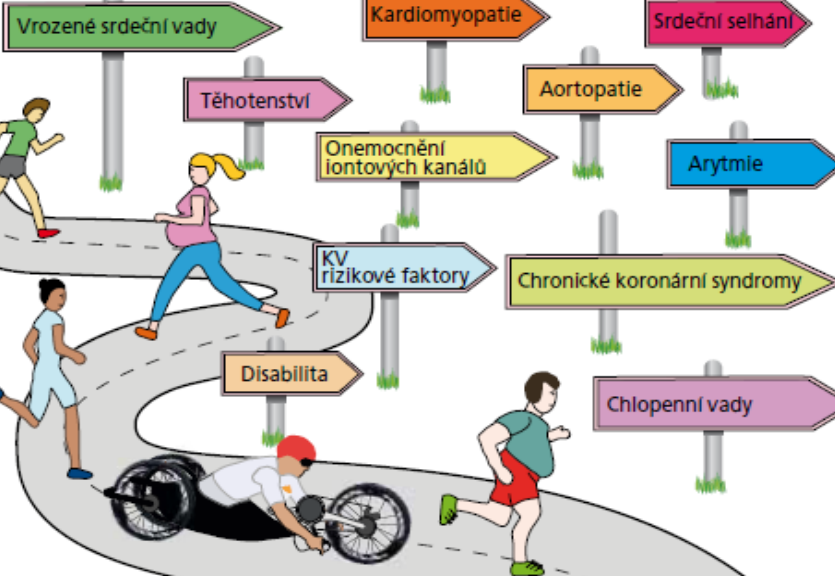 Vrozené srdeční vady
Kardiomyopatie
Srdeční selhání
Těhotenství
Aortopatie
Onemocnění
iontových kanálů
Arytmie
KV
rizikové faktory
Chronické koronární syndromy
Disabilita
Chlopenní vady